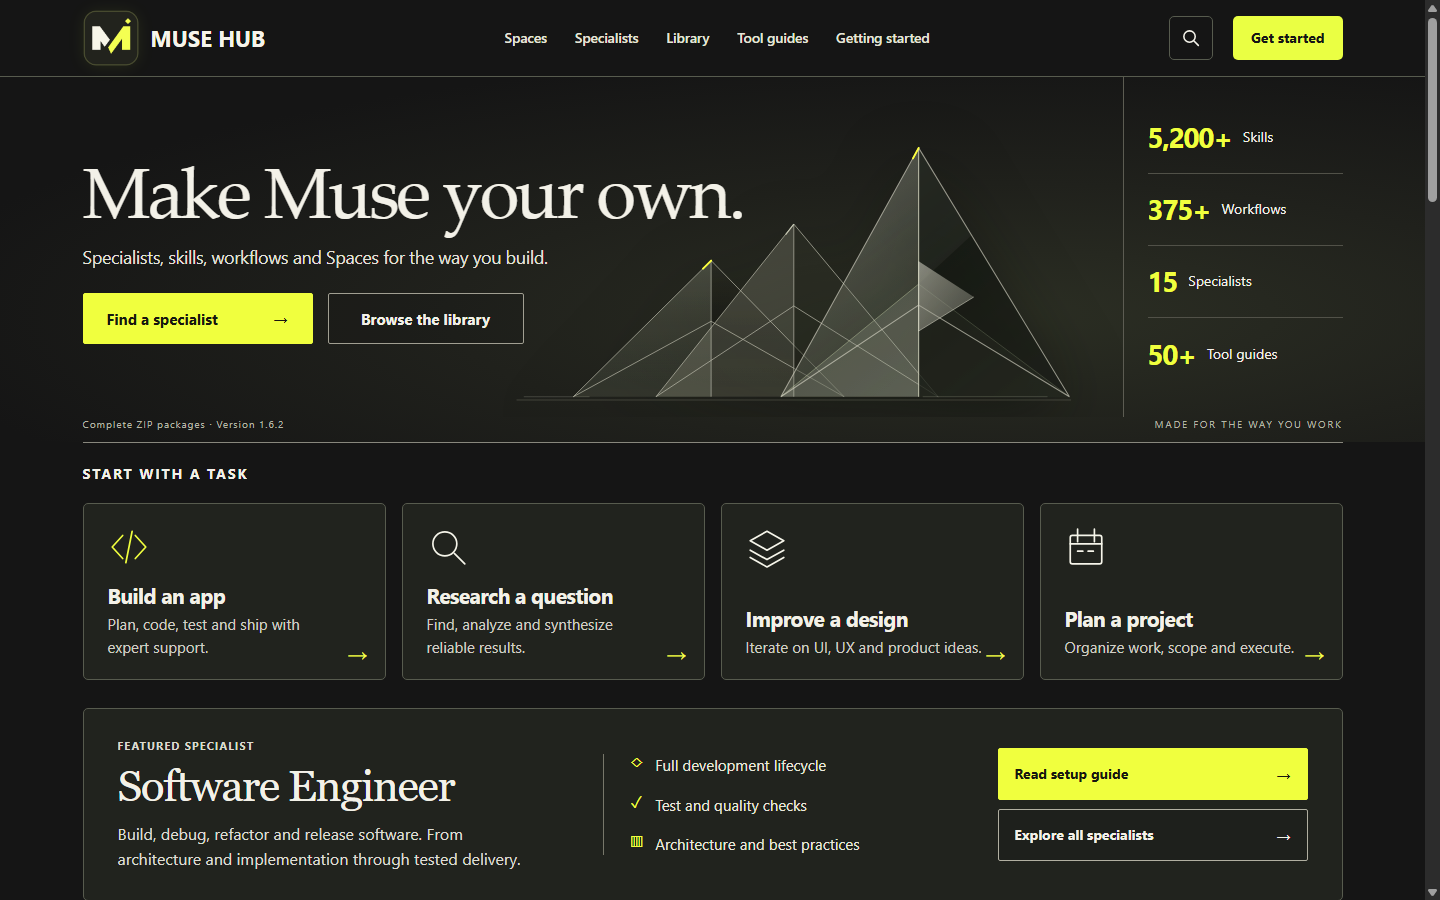 MUSE HUB
Spaces
Specialists
Library
Tool guides
Getting started
Get started
Make Muse your own.
Specialists, skills, workflows and Spaces for the way you build.
Find a specialist →
Browse the library
5,200+ Skills
375+ Workflows
15 Specialists
50+ Tool guides
Complete ZIP packages · Version 1.6.2
MADE FOR THE WAY YOU WORK
START WITH A TASK
Build an app
Plan, code, test and ship with
expert support. →
Research a question
Find, analyze and synthesize
reliable results. →
Improve a design
Iterate on UI, UX and product ideas. →
Plan a project
Organize work, scope and execute. →
FEATURED SPECIALIST
Software Engineer
Build, debug, refactor and release software. From
architecture and implementation through tested delivery.
◇ Full development lifecycle
✓ Test and quality checks
▥ Architecture and best practices
Read setup guide →
Explore all specialists →